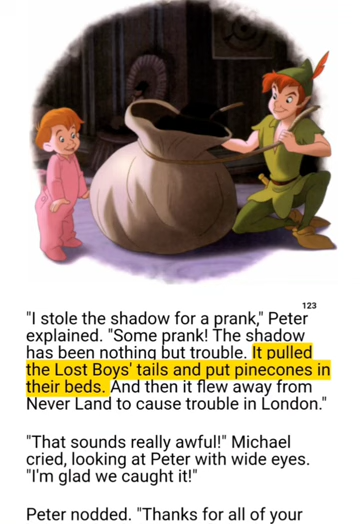 123
"I stole the shadow for a prank," Peter
explained. "Some prank! The shadow
has been nothing but trouble. It pulled
the Lost Boys' tails and put pinecones in
their beds. And then it flew away from
Never Land to cause trouble in London."
"That sounds really awful!" Michael
cried, looking at Peter with wide eyes.
"I'm glad we caught it!"
Peter nodded. "Thanks for all of your